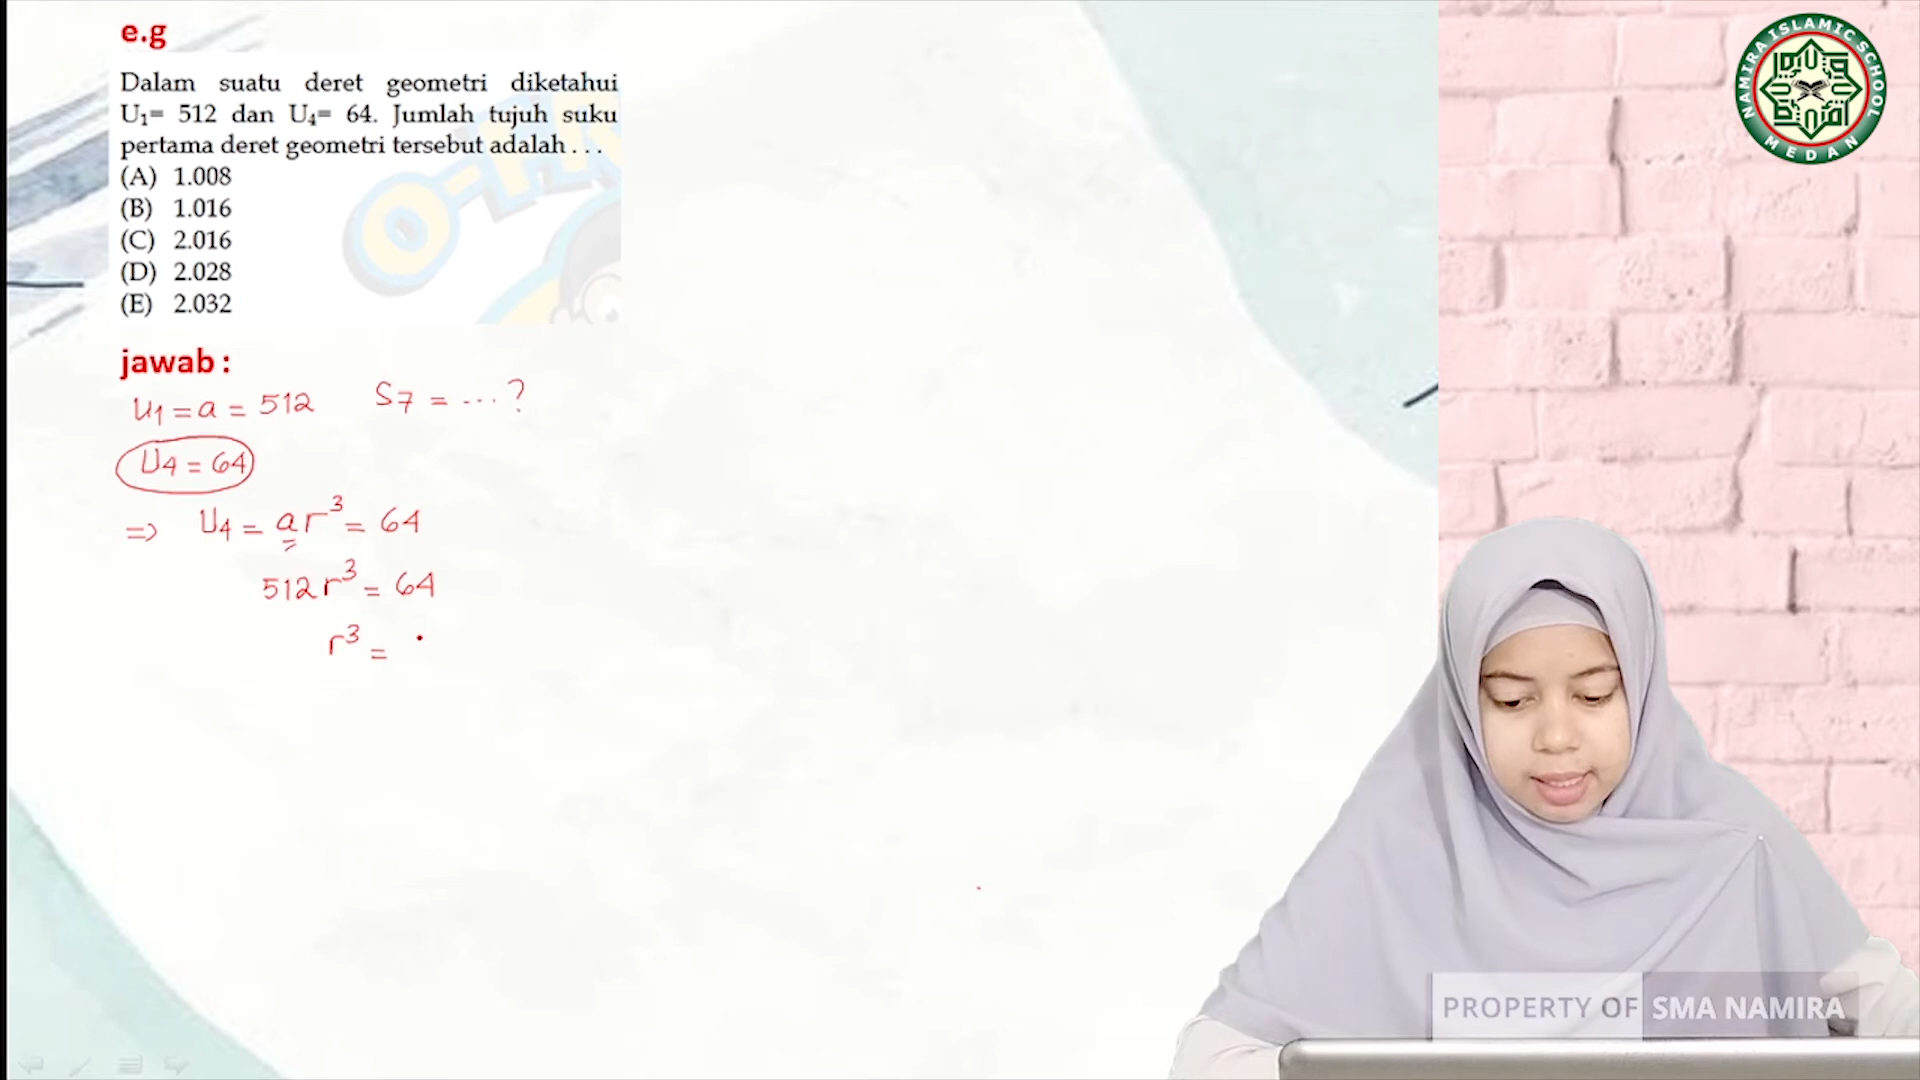 e.g
Dalam suatu deret geometri diketahui
U₁= 512 dan U₄= 64. Jumlah tujuh suku
pertama deret geometri tersebut adalah . . .
(A) 1.008
(B) 1.016
(C) 2.016
(D) 2.028
(E) 2.032
jawab :
U₁ = a = 512 S₇ = ... ?
U₄ = 64
=> U₄ = ar³ = 64
512r³ = 64
r³ =
NAMIRA ISLAMIC SCHOOL
MEDAN
PROPERTY OF SMA NAMIRA